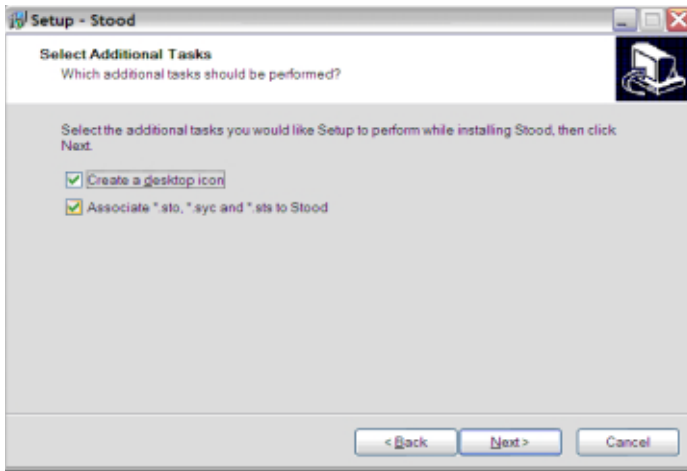 Setup - Stood
Select Additional Tasks
Which additional tasks should be performed?
Select the additional tasks you would like Setup to perform while installing Stood, then click
Next.
Create a desktop icon
Associate *.sto, *.syc and *.sts to Stood
< Back
Next >
Cancel